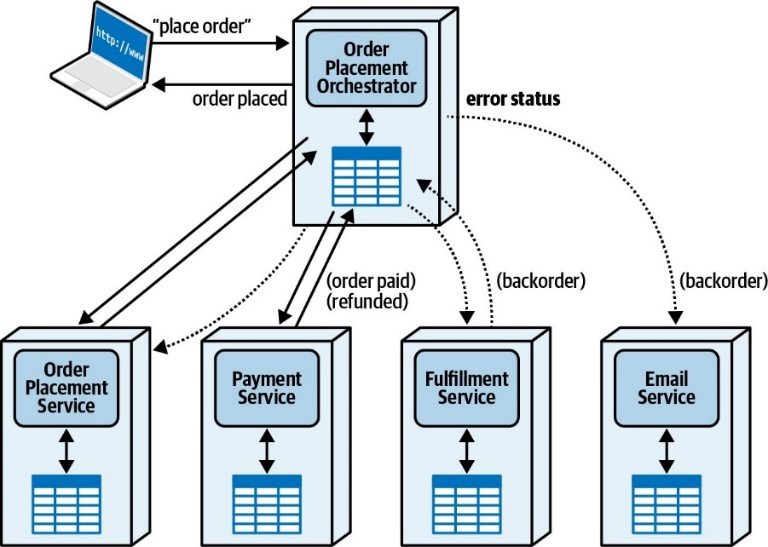 http://www
“place order”
order placed
Order
Placement
Orchestrator
error status
(order paid)
(refunded)
(backorder)
(backorder)
Order
Placement
Service
Payment
Service
Fulfillment
Service
Email
Service